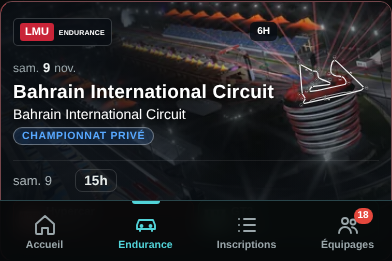 LMU ENDURANCE
6H
sam. 9 nov.
Bahrain International Circuit
Bahrain International Circuit
CHAMPIONNAT PRIVÉ
sam. 9 15h
18
Accueil Endurance Inscriptions Équipages